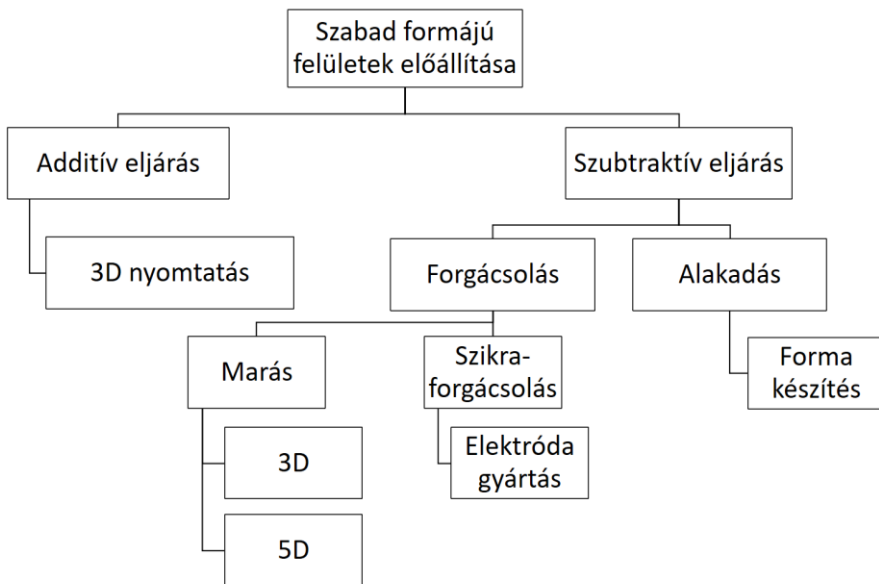 Szabad formájú
felületek előállítása
Additív eljárás
Szubtraktív eljárás
3D nyomtatás
Forgácsolás
Alakadás
Marás
Szikra-
forgácsolás
Forma
készítés
3D
Elektróda
gyártás
5D